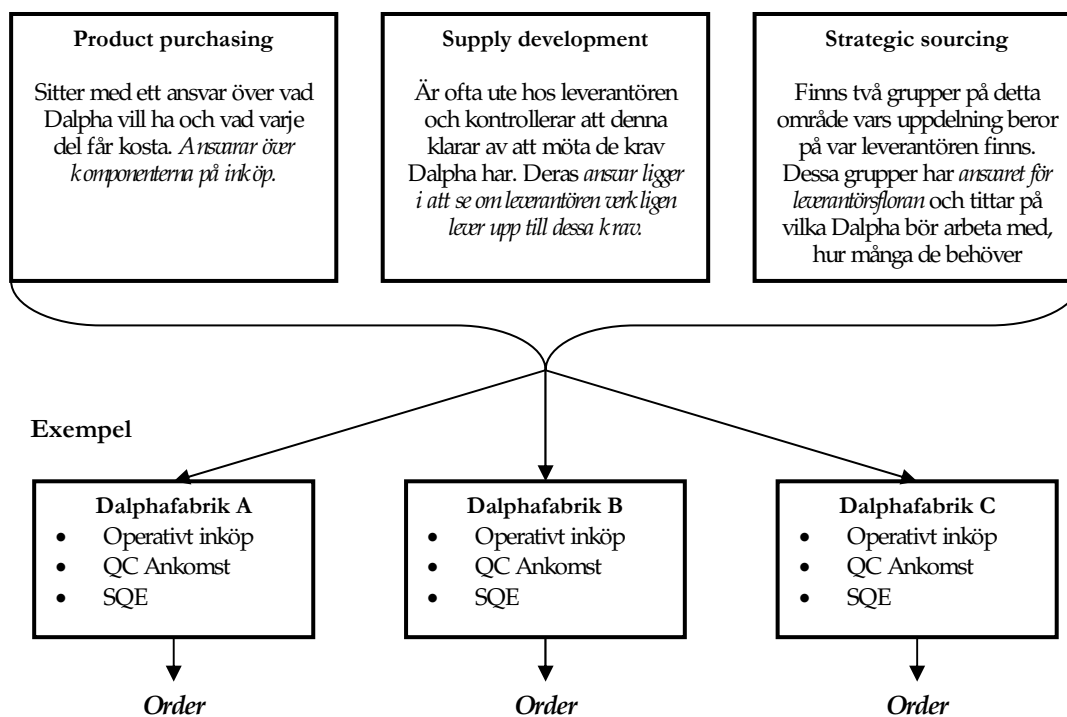 Product purchasing
Sitter med ett ansvar över vad
Dalpha vill ha och vad varje
del får kosta. Ansvarar över
komponenterna på inköp.
Supply development
Är ofta ute hos leverantören
och kontrollerar att denna
klarar av att möta de krav
Dalpha har. Deras ansvar ligger
i att se om leverantören verkligen
lever upp till dessa krav.
Strategic sourcing
Finns två grupper på detta
område vars uppdelning beror
på var leverantören finns.
Dessa grupper har ansvaret för
leverantörsfloran och tittar på
vilka Dalpha bör arbeta med,
hur många de behöver
Exempel
Dalphafabrik A
• Operativt inköp
• QC Ankomst
• SQE
Dalphafabrik B
• Operativt inköp
• QC Ankomst
• SQE
Dalphafabrik C
• Operativt inköp
• QC Ankomst
• SQE
Order
Order
Order